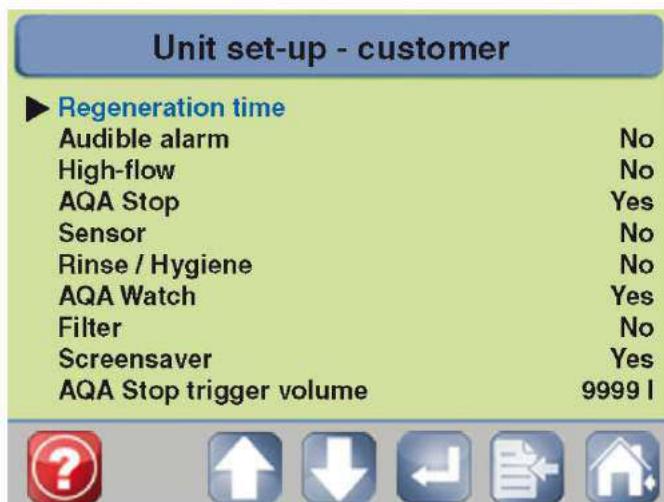 Unit set-up - customer
Regeneration time
Audible alarm No
High-flow No
AQA Stop Yes
Sensor No
Rinse / Hygiene No
AQA Watch Yes
Filter No
Screensaver Yes
AQA Stop trigger volume 9999 l
?